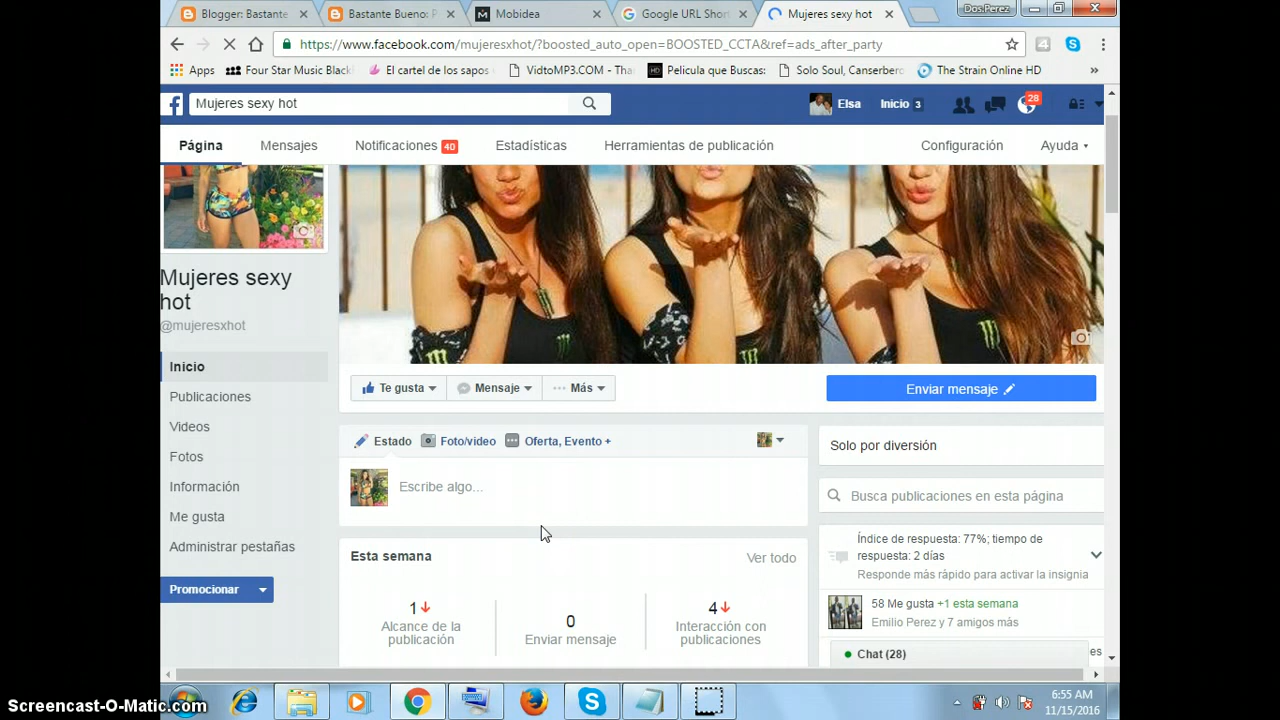 Blogger: Bastante
Bastante Bueno: P
Mobidea
Google URL Short
Mujeres sexy hot
Dos.Perez
https://www.facebook.com/mujeresxhot/?boosted_auto_open=BOOSTED_CCTA&ref=ads_after_party
Apps
Four Star Music Black
El cartel de los sapos
VidtoMP3.COM - Tha
HD Pelicula que Buscas:
Solo Soul, Canserbero
The Strain Online HD
»
Mujeres sexy hot
Elsa
Inicio 3
28
Página
Mensajes
Notificaciones 40
Estadísticas
Herramientas de publicación
Configuración
Ayuda
Mujeres sexy
hot
@mujeresxhot
Inicio
Publicaciones
Videos
Fotos
Información
Me gusta
Administrar pestañas
Promocionar
Te gusta
Mensaje
Más
Enviar mensaje
Estado
Foto/video
Oferta, Evento +
Escribe algo...
Esta semana
Ver todo
1
Alcance de la
publicación
0
Enviar mensaje
4
Interacción con
publicaciones
Solo por diversión
Busca publicaciones en esta página
Índice de respuesta: 77%; tiempo de
respuesta: 2 días
Responde más rápido para activar la insignia
58 Me gusta +1 esta semana
Emilio Perez y 7 amigos más
es
Chat (28)
6:55 AM
11/15/2016
Screencast-O-Matic.com